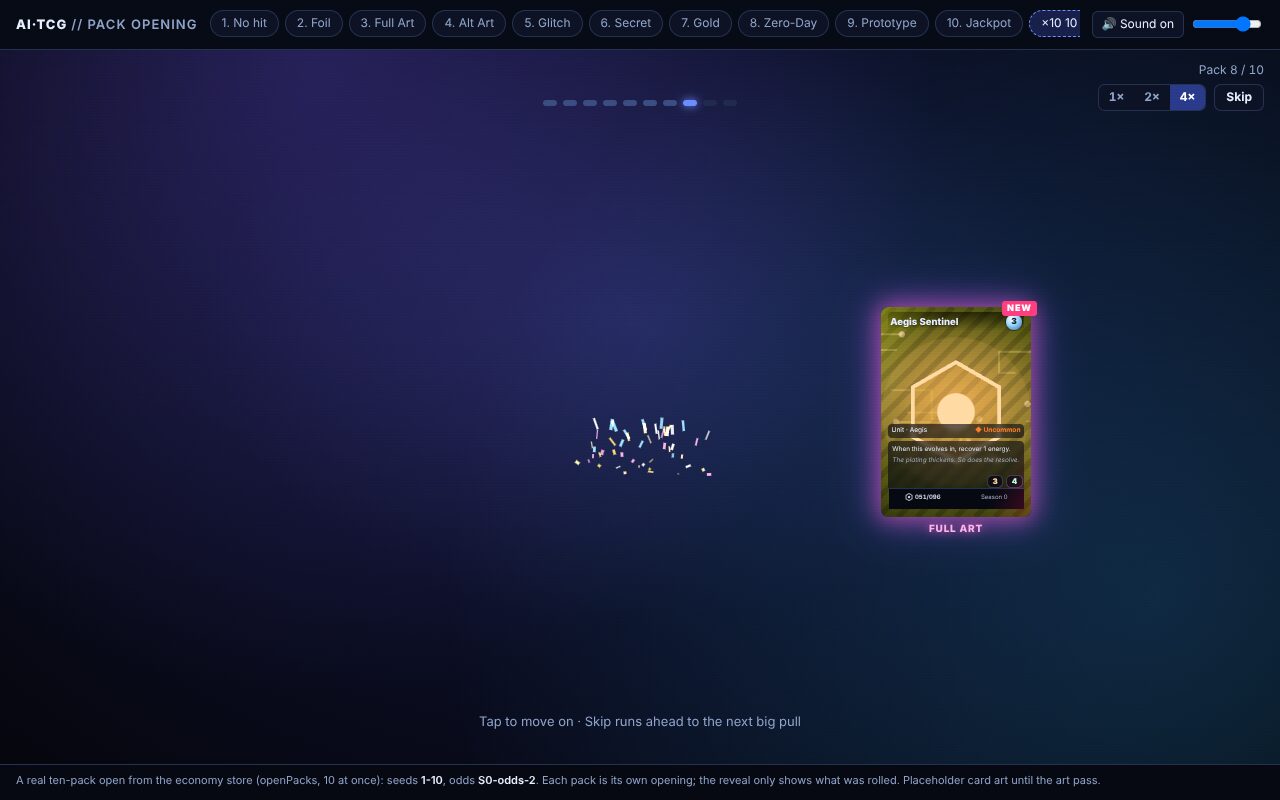 AI·TCG // PACK OPENING
1. No hit
2. Foil
3. Full Art
4. Alt Art
5. Glitch
6. Secret
7. Gold
8. Zero-Day
9. Prototype
10. Jackpot
×10 10
🔊 Sound on
Pack 8 / 10
1×
2×
4×
Skip
NEW
Aegis Sentinel
3
Unit · Aegis
Uncommon
When this evolves in, recover 1 energy.
The plating thickens. So does the resolve.
3
4
051/096
Season 0
FULL ART
Tap to move on · Skip runs ahead to the next big pull
A real ten-pack open from the economy store (openPacks, 10 at once): seeds 1-10, odds S0-odds-2. Each pack is its own opening; the reveal only shows what was rolled. Placeholder card art until the art pass.